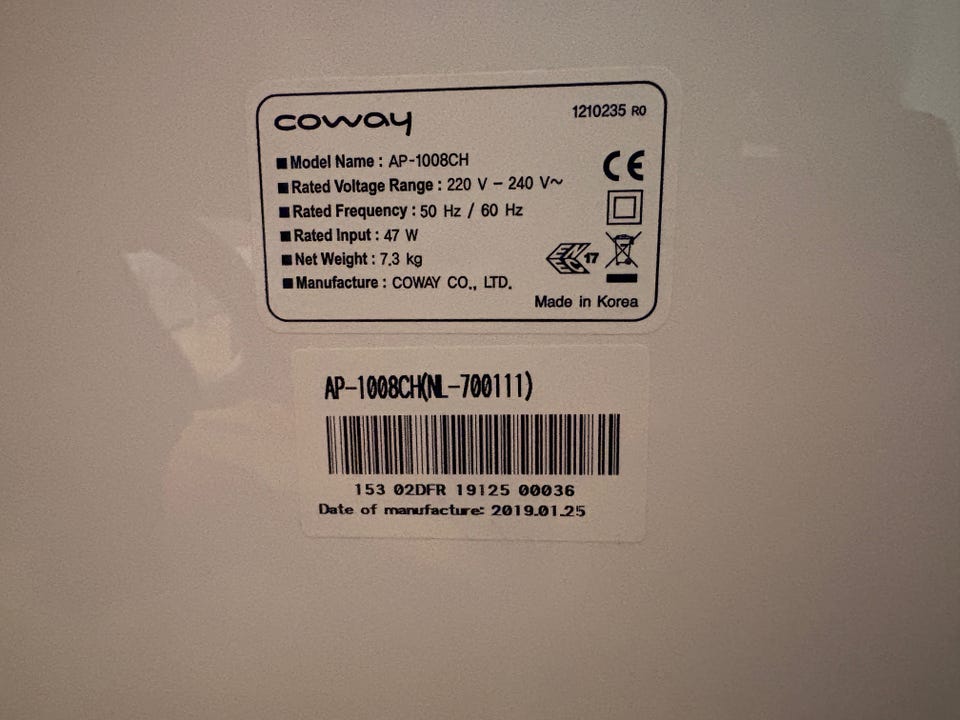 coway
1210235 R0
■ Model Name : AP-1008CH
■ Rated Voltage Range : 220 V – 240 V~
■ Rated Frequency : 50 Hz / 60 Hz
■ Rated Input : 47 W
■ Net Weight : 7.3 kg
■ Manufacture : COWAY CO., LTD.
CE
17
Made in Korea
AP-1008CH(NL-700111)
153 02DFR 19125 00036
Date of manufacture: 2019.01.25